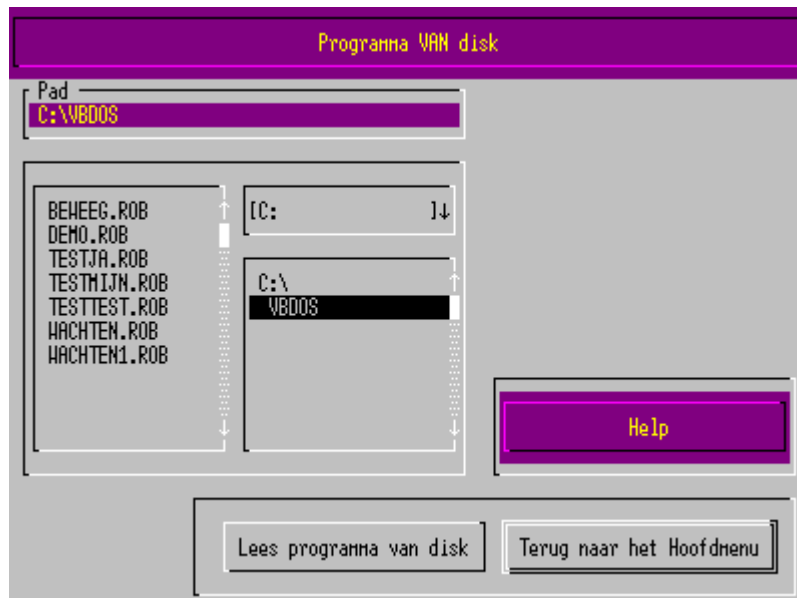 Programma VAN disk
Pad
C:\VBDOS
BEWEEG.ROB
DEMO.ROB
TESTJA.ROB
TESTMIJN.ROB
TESTTEST.ROB
WACHTEN.ROB
WACHTEN1.ROB
[C: ]↓
C:\
VBDOS
Help
Lees programma van disk
Terug naar het Hoofdmenu